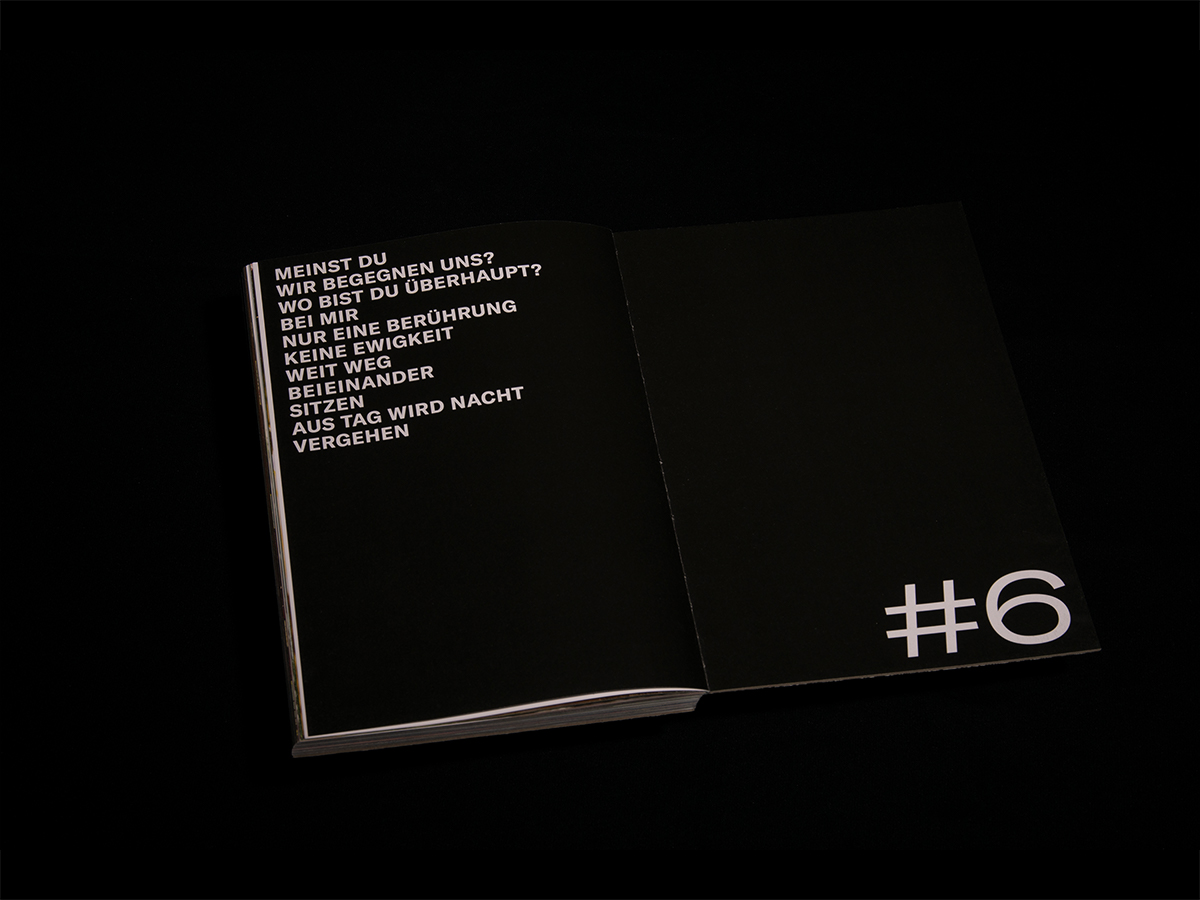 MEINST DU
WIR BEGEGNEN UNS?
WO BIST DU ÜBERHAUPT?
BEI MIR
NUR EINE BERÜHRUNG
KEINE EWIGKEIT
WEIT WEG
BEIEINANDER
SITZEN
AUS TAG WIRD NACHT
VERGEHEN
#6